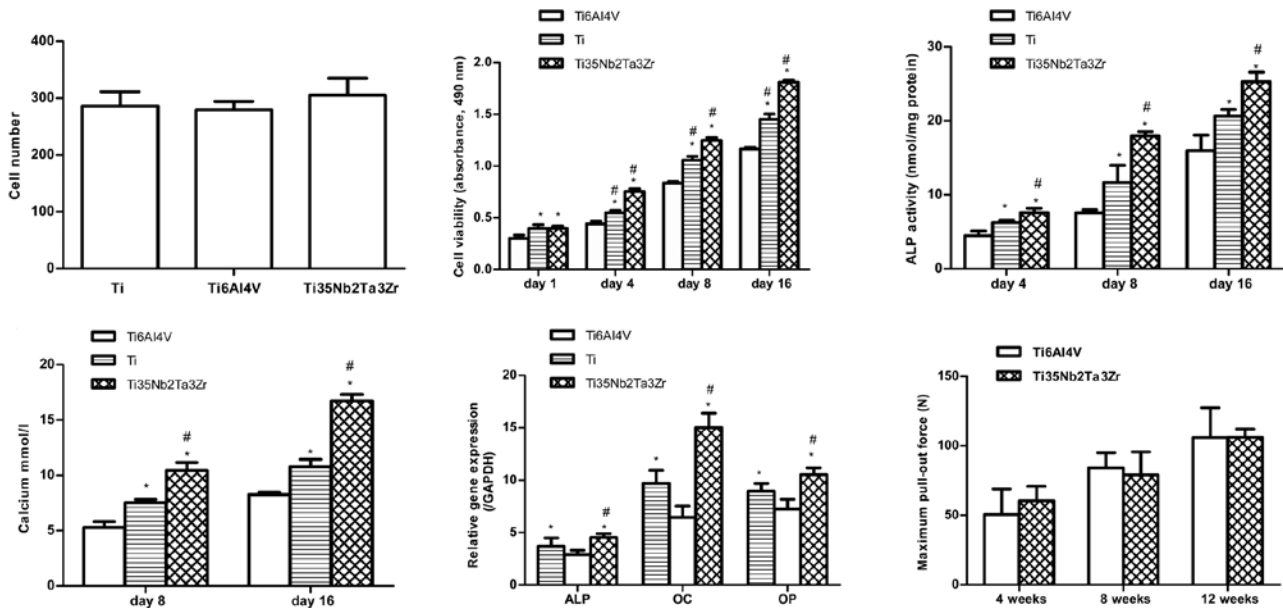 400
300
200
100
0
Cell number
Ti
Ti6Al4V
Ti35Nb2Ta3Zr
Ti6Al4V
Ti
Ti35Nb2Ta3Zr
Cell viability (absorbance, 490 nm)
2.0
1.5
1.0
0.5
0.0
* *
# * # *
# * # *
# * # *
day 1
day 4
day 8
day 16
Ti6Al4V
Ti
Ti35Nb2Ta3Zr
ALP activity (nmol/mg protein)
30
20
10
0
* # *
* # *
* # *
day 4
day 8
day 16
Ti6Al4V
Ti
Ti35Nb2Ta3Zr
Calcium mmol/l
20
15
10
5
0
* # *
* # *
day 8
day 16
Ti6Al4V
Ti
Ti35Nb2Ta3Zr
Relative gene expression
(/GAPDH)
20
15
10
5
0
* # *
* # *
* # *
ALP
OC
OP
Ti6Al4V
Ti35Nb2Ta3Zr
Maximum pull-out force (N)
150
100
50
0
4 weeks
8 weeks
12 weeks